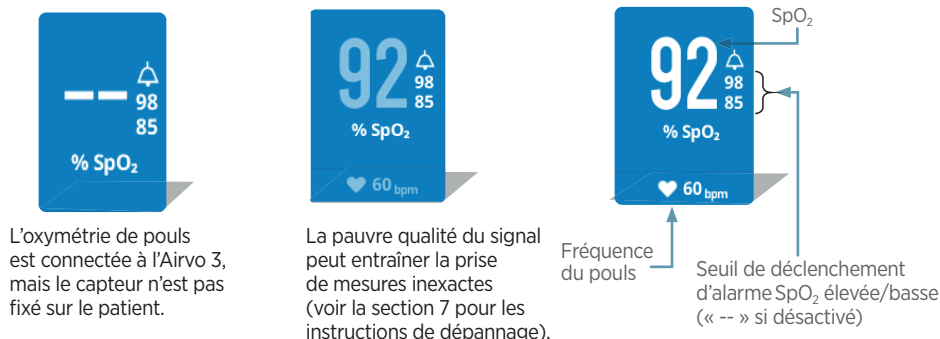 – –
98
85
% SpO₂
L'oxymétrie de pouls
est connectée à l'Airvo 3,
mais le capteur n'est pas
fixé sur le patient.
92
98
85
% SpO₂
60 bpm
La pauvre qualité du signal
peut entraîner la prise
de mesures inexactes
(voir la section 7 pour les
instructions de dépannage).
SpO₂
92
98
85
% SpO₂
60 bpm
Fréquence
du pouls
Seuil de déclenchement
d'alarme SpO₂ élevée/basse
(« -- » si désactivé)